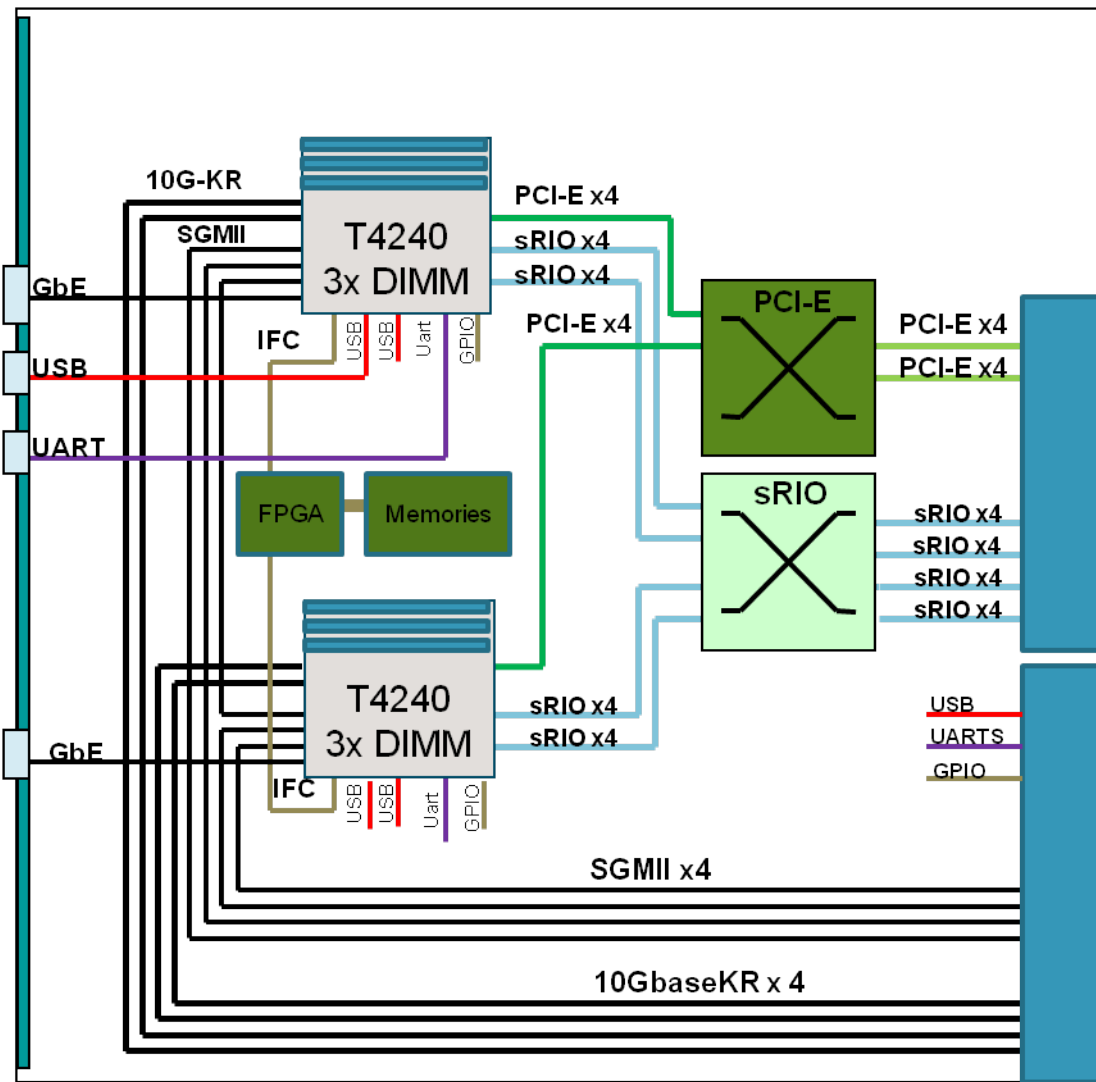 10G-KR
SGMII
GbE
USB
UART
T4240
3x DIMM
PCI-E x4
sRIO x4
sRIO x4
PCI-E x4
IFC
USB
USB
Uart
GPIO
PCI-E
PCI-E x4
PCI-E x4
FPGA
Memories
sRIO
sRIO x4
sRIO x4
sRIO x4
sRIO x4
T4240
3x DIMM
sRIO x4
sRIO x4
GbE
IFC
USB
USB
Uart
GPIO
USB
UARTS
GPIO
SGMII x4
10GbaseKR x 4